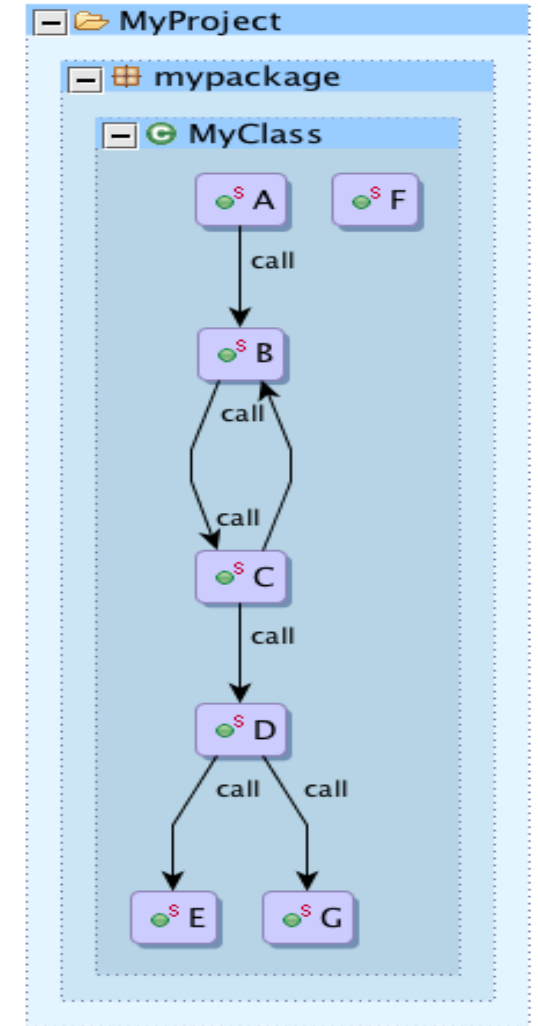 MyProject
mypackage
C MyClass
S A
S F
call
S B
call
call
S C
call
S D
call call
S E
S G